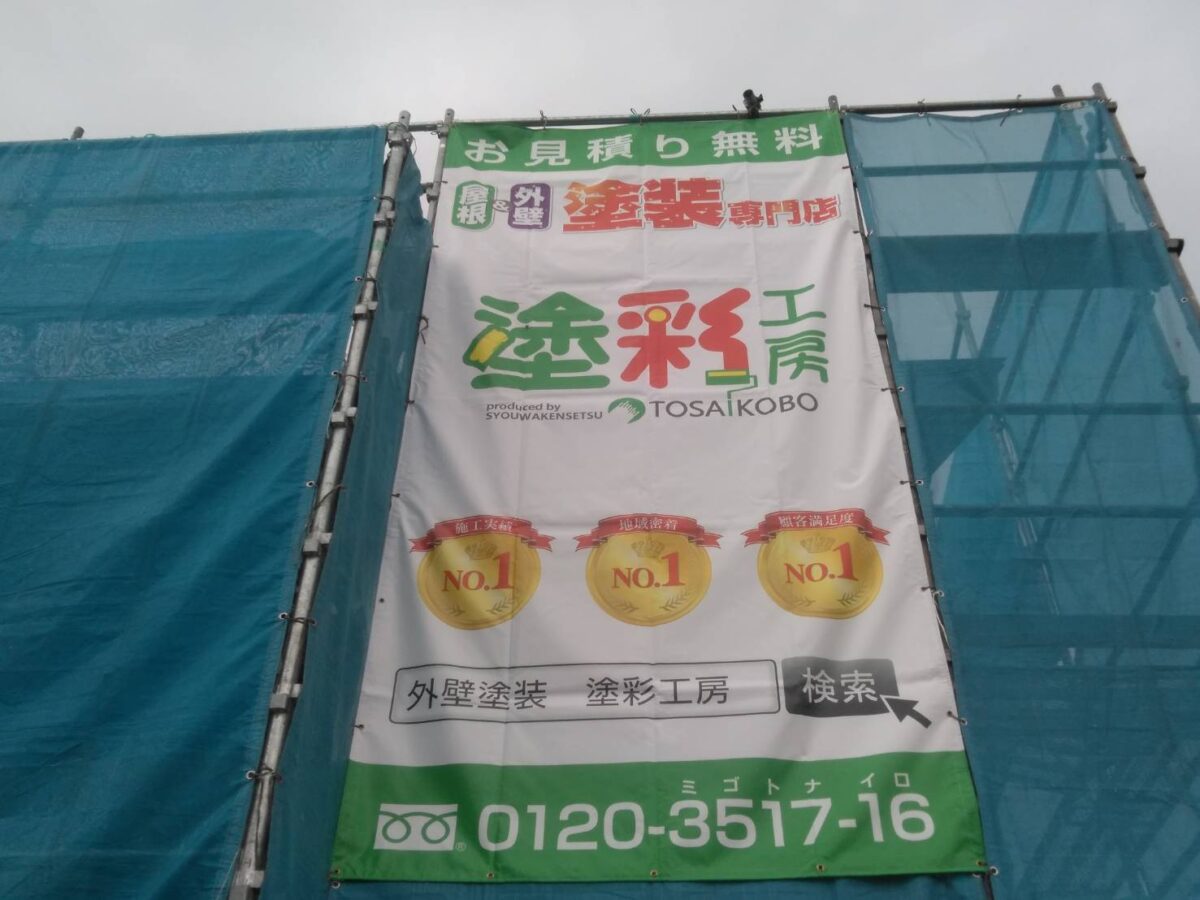 お見積り無料
屋根&外壁 塗装専門店
塗彩工房
produced by
SYOUWAKENSETSU
TOSAIKOBO
施工実績
NO.1
地域密着
NO.1
顧客満足度
NO.1
外壁塗装 塗彩工房 検索
ミゴトナ イロ
0120-3517-16
®